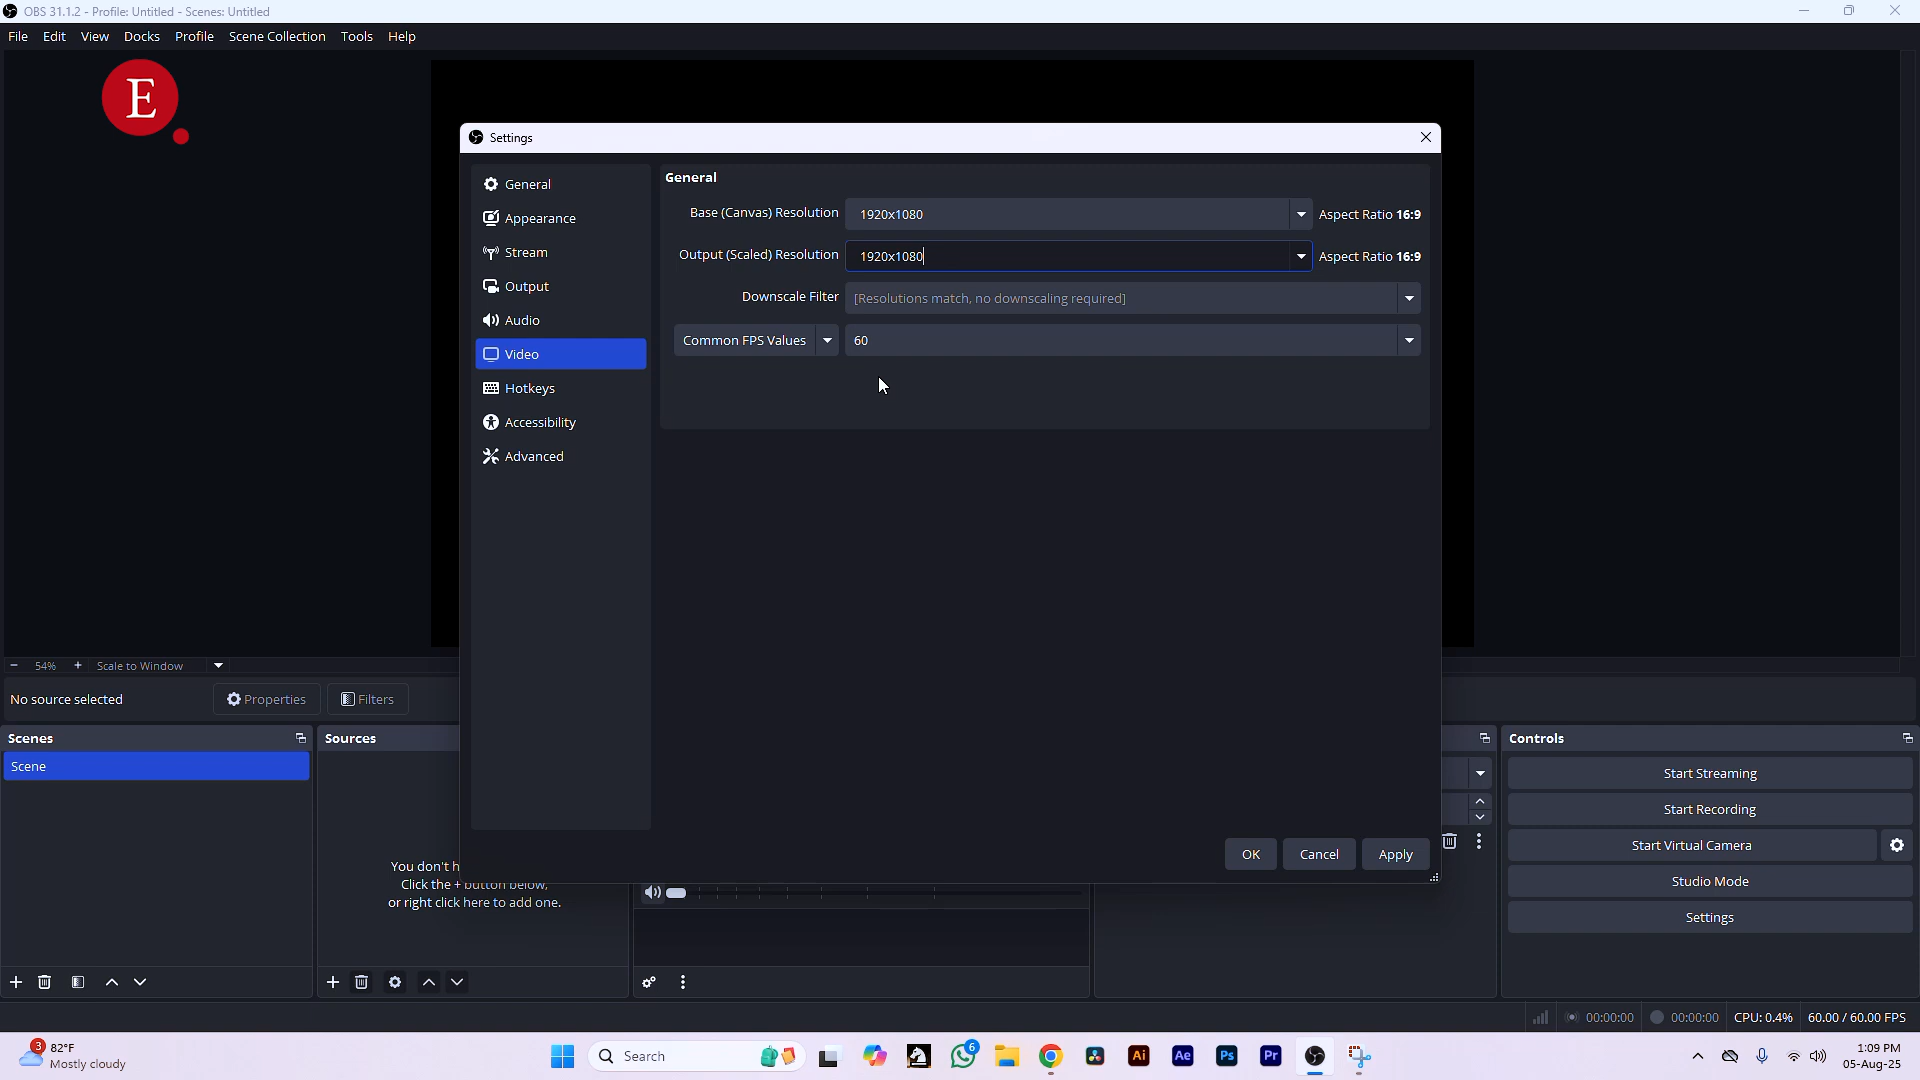 OBS 31.1.2 - Profile: Untitled - Scenes: Untitled
File Edit View Docks Profile Scene Collection Tools Help
E
Settings
General
Appearance
Stream
Output
Audio
Video
Hotkeys
Accessibility
Advanced
General
Base (Canvas) Resolution 1920x1080 Aspect Ratio 16:9
Output (Scaled) Resolution 1920x1080 Aspect Ratio 16:9
Downscale Filter [Resolutions match, no downscaling required]
Common FPS Values 60
OK Cancel Apply
54% Scale to Window
No source selected Properties Filters
Scenes
Scene
Sources
You don't h
Click the + button below,
or right click here to add one.
Controls
Start Streaming
Start Recording
Start Virtual Camera
Studio Mode
Settings
00:00:00 00:00:00 CPU: 0.4% 60.00 / 60.00 FPS
3
82°F
Mostly cloudy
Search
6
Ai Ae Ps Pr
1:09 PM
05-Aug-25